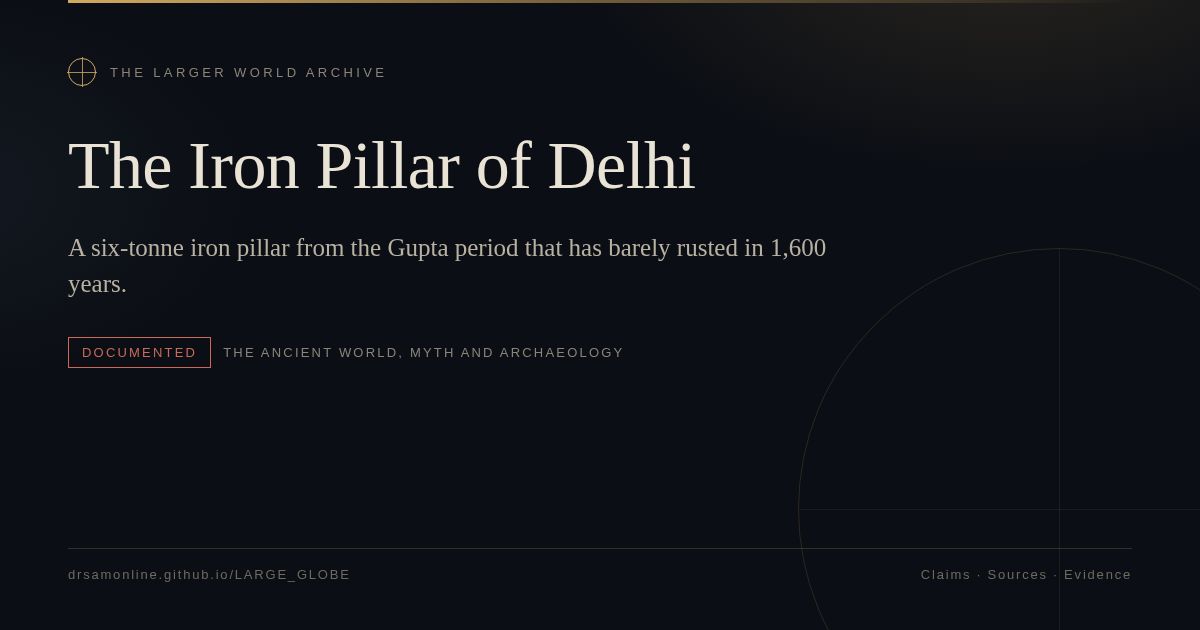 THE LARGER WORLD ARCHIVE
The Iron Pillar of Delhi
A six-tonne iron pillar from the Gupta period that has barely rusted in 1,600
years.
DOCUMENTED THE ANCIENT WORLD, MYTH AND ARCHAEOLOGY
drsamonline.github.io/LARGE_GLOBE Claims · Sources · Evidence